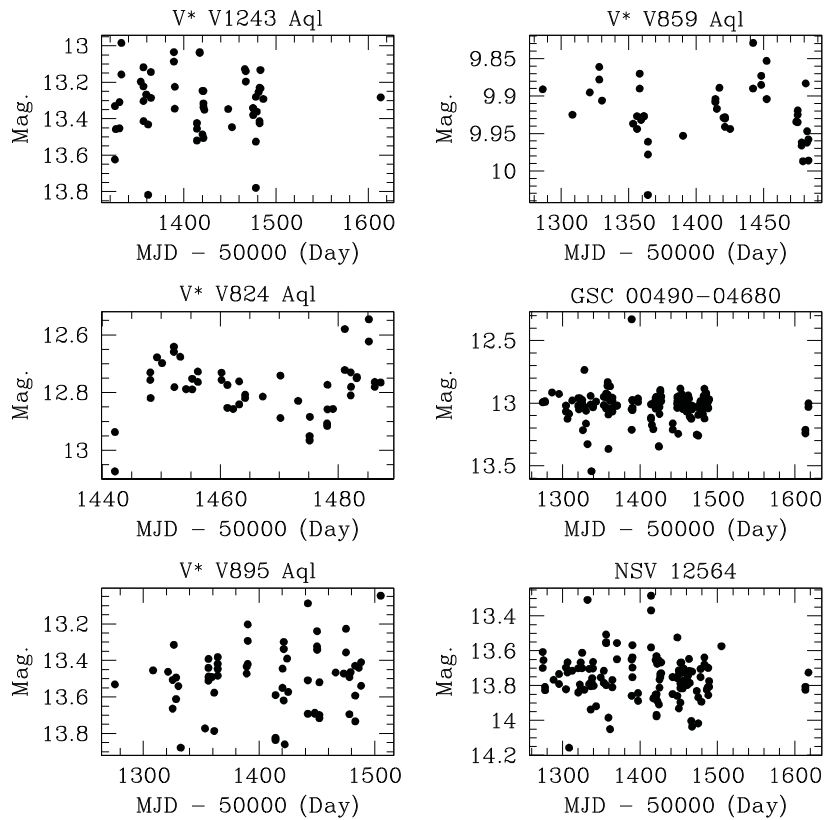 V* V1243 Aql
Mag.
13
13.2
13.4
13.6
13.8
1400
1500
1600
MJD − 50000 (Day)
V* V859 Aql
Mag.
9.85
9.9
9.95
10
1300
1350
1400
1450
MJD − 50000 (Day)
V* V824 Aql
Mag.
12.6
12.8
13
1440
1460
1480
MJD − 50000 (Day)
GSC 00490−04680
Mag.
12.5
13
13.5
1300
1400
1500
1600
MJD − 50000 (Day)
V* V895 Aql
Mag.
13.2
13.4
13.6
13.8
1300
1400
1500
MJD − 50000 (Day)
NSV 12564
Mag.
13.4
13.6
13.8
14
14.2
1300
1400
1500
1600
MJD − 50000 (Day)